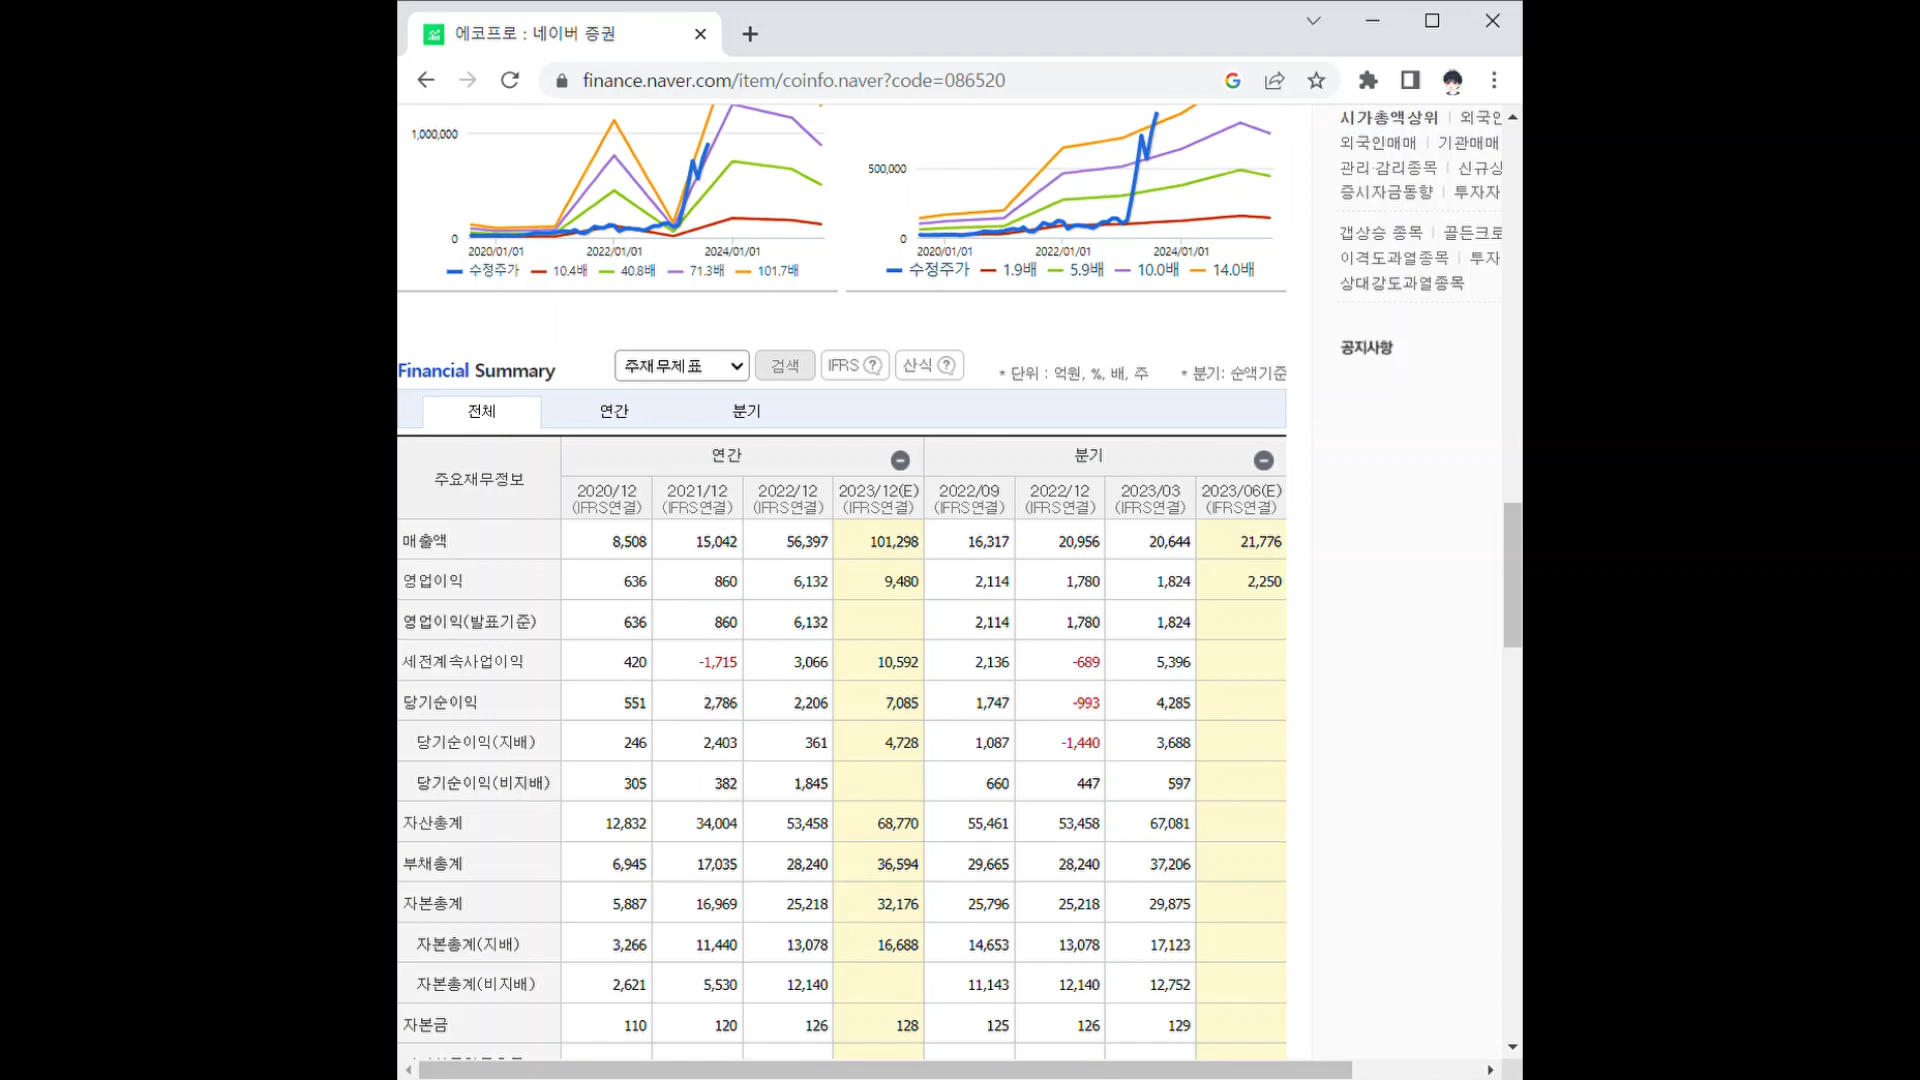 에코프로 : 네이버 증권
finance.naver.com/item/coinfo.naver?code=086520
1,000,000
0
2020/01/01 2022/01/01 2024/01/01
수정주가 10.4배 40.8배 71.3배 101.7배
500,000
0
2020/01/01 2022/01/01 2024/01/01
수정주가 1.9배 5.9배 10.0배 14.0배
시가총액상위 외국인
외국인매매 기관매매
관리·감리종목 신규상
증시자금동향 투자자
갭상승 종목 골든크로
이격도과열종목 투자
상대강도과열종목
공지사항
Financial Summary 주재무제표 검색 IFRS ? 산식 ? * 단위 : 억원, %, 배, 주 * 분기: 순액기준
전체 연간 분기
주요재무정보 연간 분기
2020/12 2021/12 2022/12 2023/12(E) 2022/09 2022/12 2023/03 2023/06(E)
(IFRS연결) (IFRS연결) (IFRS연결) (IFRS연결) (IFRS연결) (IFRS연결) (IFRS연결) (IFRS연결)
매출액 8,508 15,042 56,397 101,298 16,317 20,956 20,644 21,776
영업이익 636 860 6,132 9,480 2,114 1,780 1,824 2,250
영업이익(발표기준) 636 860 6,132 2,114 1,780 1,824
세전계속사업이익 420 -1,715 3,066 10,592 2,136 -689 5,396
당기순이익 551 2,786 2,206 7,085 1,747 -993 4,285
당기순이익(지배) 246 2,403 361 4,728 1,087 -1,440 3,688
당기순이익(비지배) 305 382 1,845 660 447 597
자산총계 12,832 34,004 53,458 68,770 55,461 53,458 67,081
부채총계 6,945 17,035 28,240 36,594 29,665 28,240 37,206
자본총계 5,887 16,969 25,218 32,176 25,796 25,218 29,875
자본총계(지배) 3,266 11,440 13,078 16,688 14,653 13,078 17,123
자본총계(비지배) 2,621 5,530 12,140 11,143 12,140 12,752
자본금 110 120 126 128 125 126 129